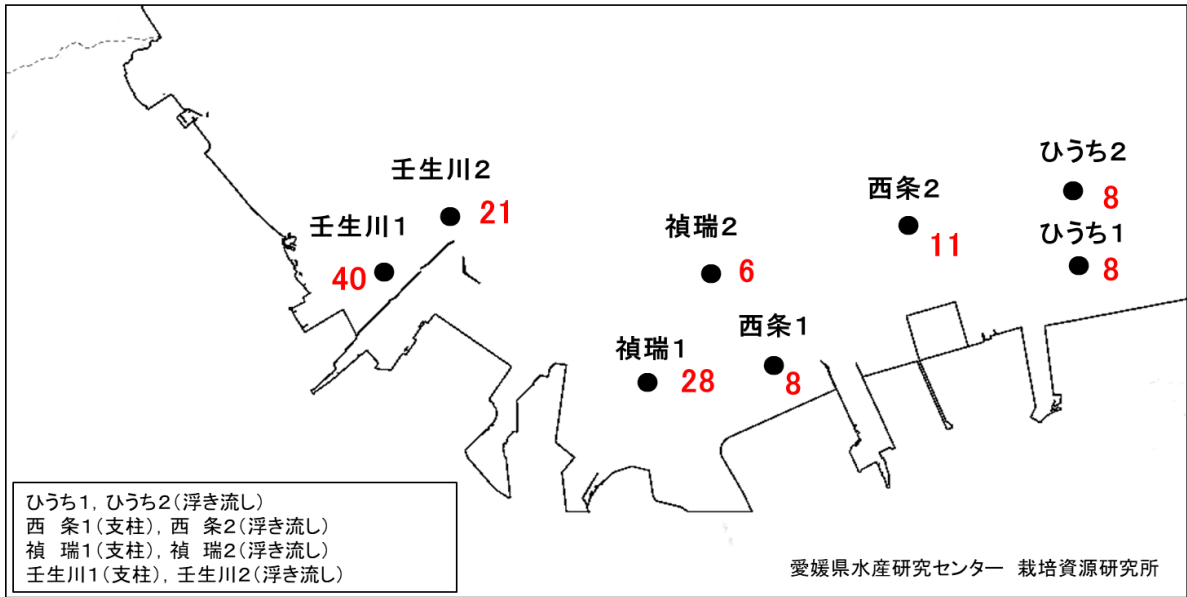 ひうち2
8
壬生川2
21
西条2
11
壬生川1
40
禎瑞2
6
ひうち1
8
西条1
8
禎瑞1
28
ひうち1, ひうち2(浮き流し)
西 条1(支柱), 西 条2(浮き流し)
禎 瑞1(支柱), 禎 瑞2(浮き流し)
壬生川1(支柱), 壬生川2(浮き流し)
愛媛県水産研究センター 栽培資源研究所